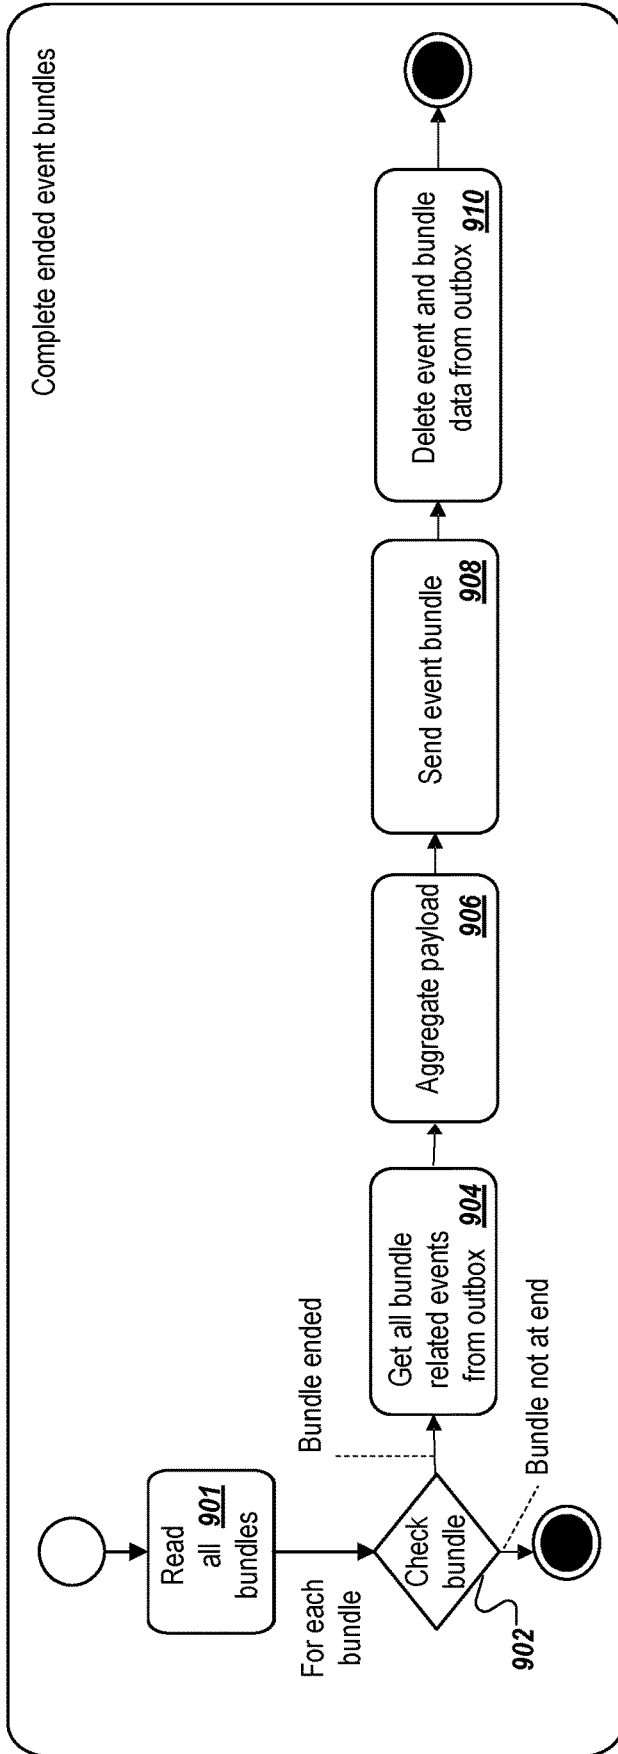 Complete ended event bundles
Read
all 901
bundles
For each
bundle
Check
bundle
902
Bundle ended
Bundle not at end
Get all bundle
related events
from outbox 904
Aggregate payload
906
Send event bundle
908
Delete event and bundle
data from outbox 910